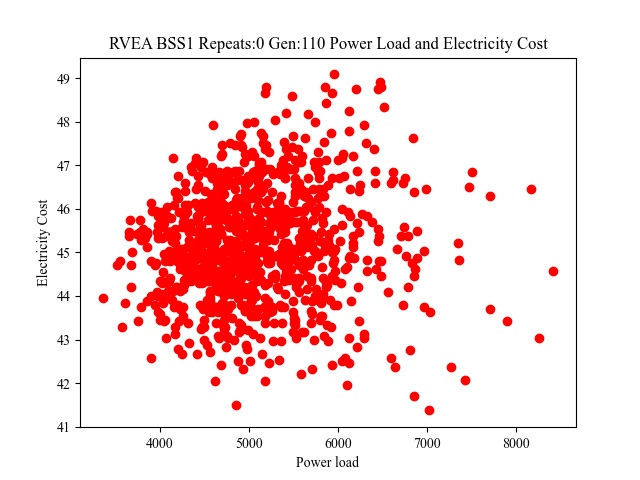 RVEA BSS1 Repeats:0 Gen:110 Power Load and Electricity Cost
49
48
47
46
45
44
43
42
41
Electricity Cost
4000 5000 6000 7000 8000
Power load